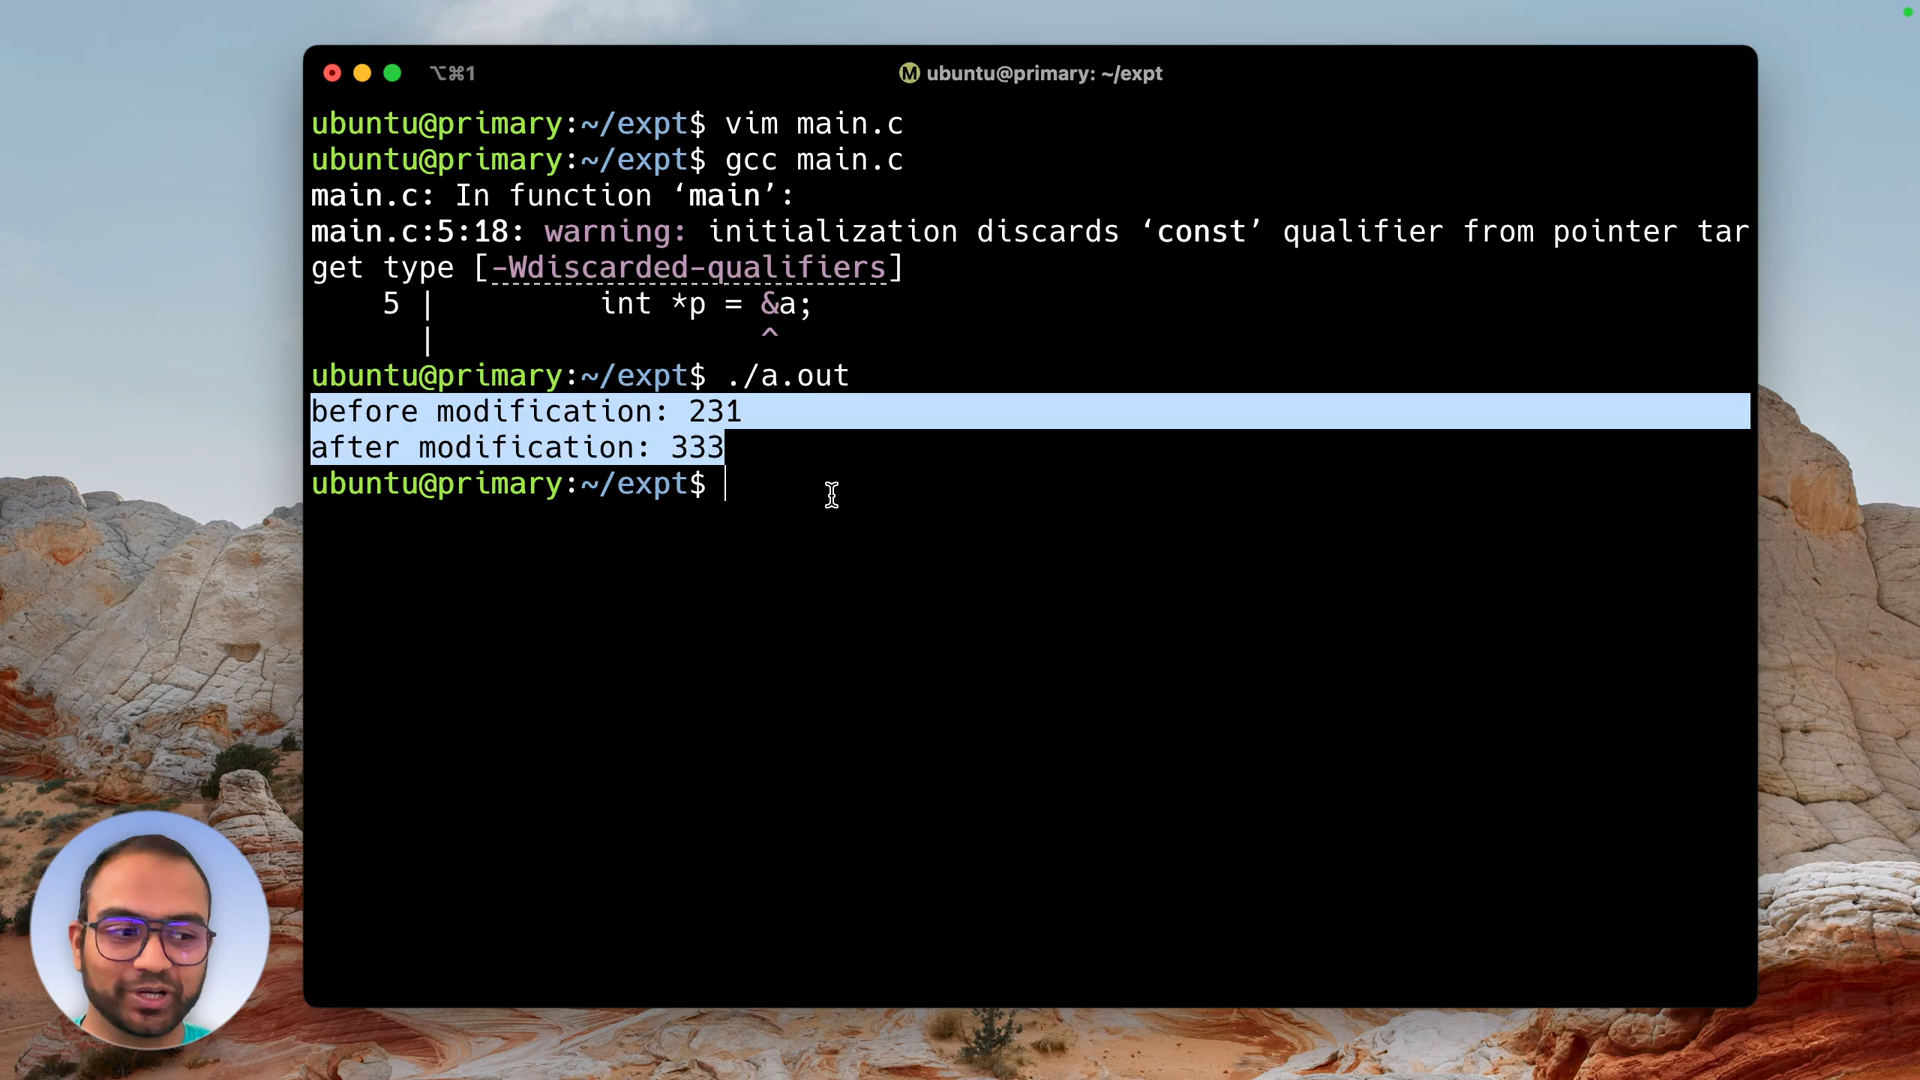 ⌥⌘1
M ubuntu@primary: ~/expt
ubuntu@primary:~/expt$ vim main.c
ubuntu@primary:~/expt$ gcc main.c
main.c: In function ‘main’:
main.c:5:18: warning: initialization discards ‘const’ qualifier from pointer tar
get type [-Wdiscarded-qualifiers]
5 |         int *p = &a;
|                  ^
ubuntu@primary:~/expt$ ./a.out
before modification: 231
after modification: 333
ubuntu@primary:~/expt$